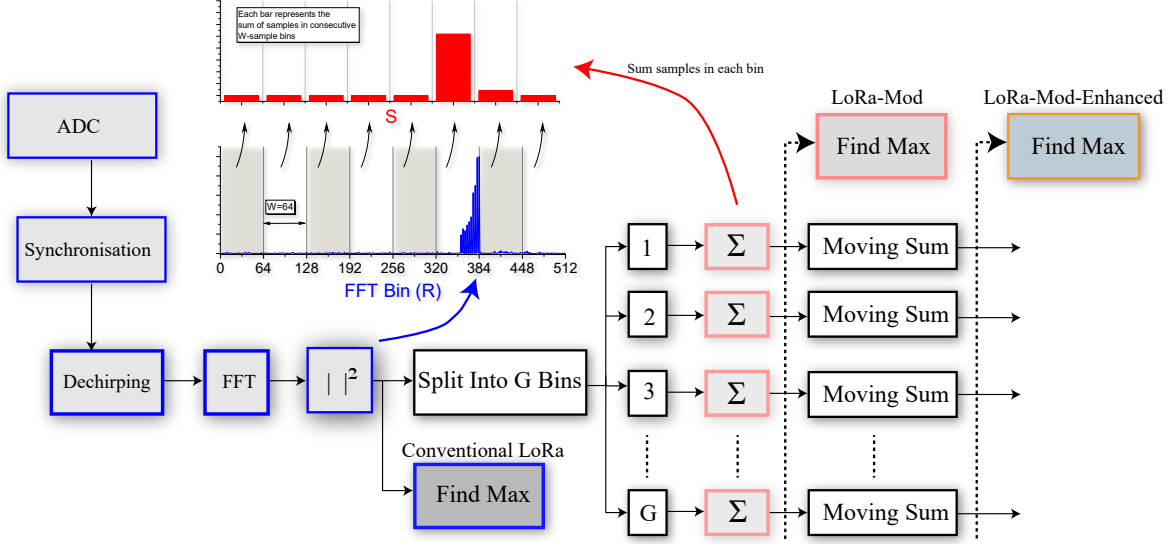 Each bar represents the
sum of samples in consecutive
W-sample bins
S
Sum samples in each bin
LoRa-Mod
Find Max
LoRa-Mod-Enhanced
Find Max
ADC
Synchronisation
W=64
0 64 128 192 256 320 384 448 512
FFT Bin (R)
1 Σ Moving Sum
2 Σ Moving Sum
Dechirping
FFT
| |²
Split Into G Bins
3 Σ Moving Sum
Conventional LoRa
Find Max
G Σ Moving Sum